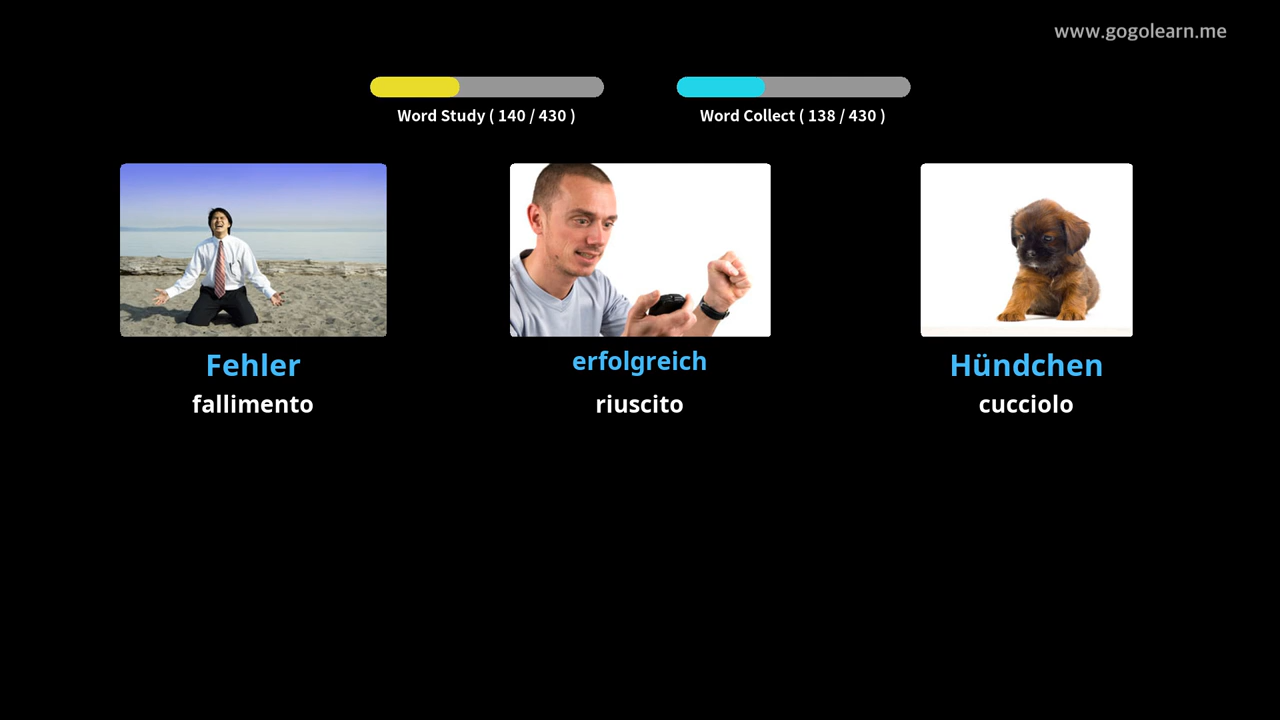 www.gogolearn.me
Word Study ( 140 / 430 )
Word Collect ( 138 / 430 )
Fehler
erfolgreich
Hündchen
fallimento
riuscito
cucciolo